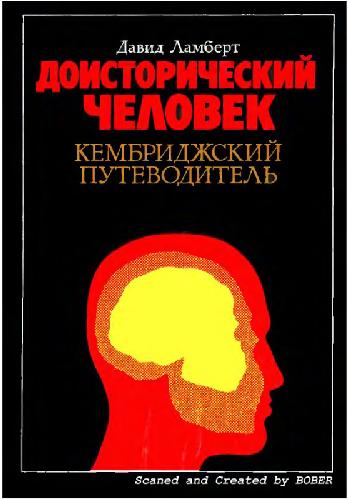 Давид Ламберт
ДОИСТОРИЧЕСКИЙ
ЧЕЛОВЕК
КЕМБРИДЖСКИЙ
ПУТЕВОДИТЕЛЬ
Scaned and Created by BOBER